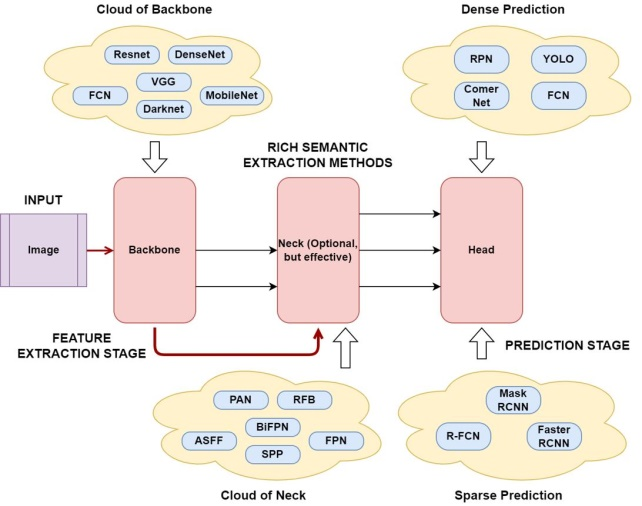 Cloud of Backbone
Dense Prediction
Resnet
DenseNet
VGG
FCN
MobileNet
Darknet
RPN
YOLO
Comer
Net
FCN
RICH SEMANTIC
EXTRACTION METHODS
INPUT
Image
Backbone
Neck (Optional,
but effective)
Head
FEATURE
EXTRACTION STAGE
PREDICTION STAGE
PAN
RFB
BiFPN
ASFF
FPN
SPP
Mask
RCNN
R-FCN
Faster
RCNN
Cloud of Neck
Sparse Prediction